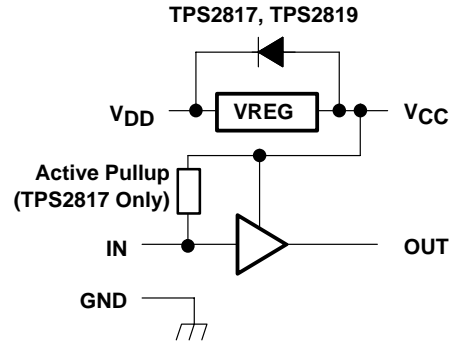 TPS2817, TPS2819
VDD
VREG
VCC
Active Pullup
(TPS2817 Only)
IN
OUT
GND